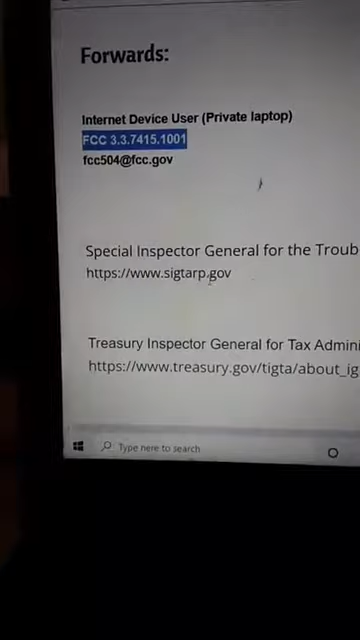 Forwards:
Internet Device User (Private laptop)
FCC 3.3.7415.1001
fcc504@fcc.gov
Special Inspector General for the Troub
https://www.sigtarp.gov
Treasury Inspector General for Tax Admini
https://www.treasury.gov/tigta/about_ig
Type here to search